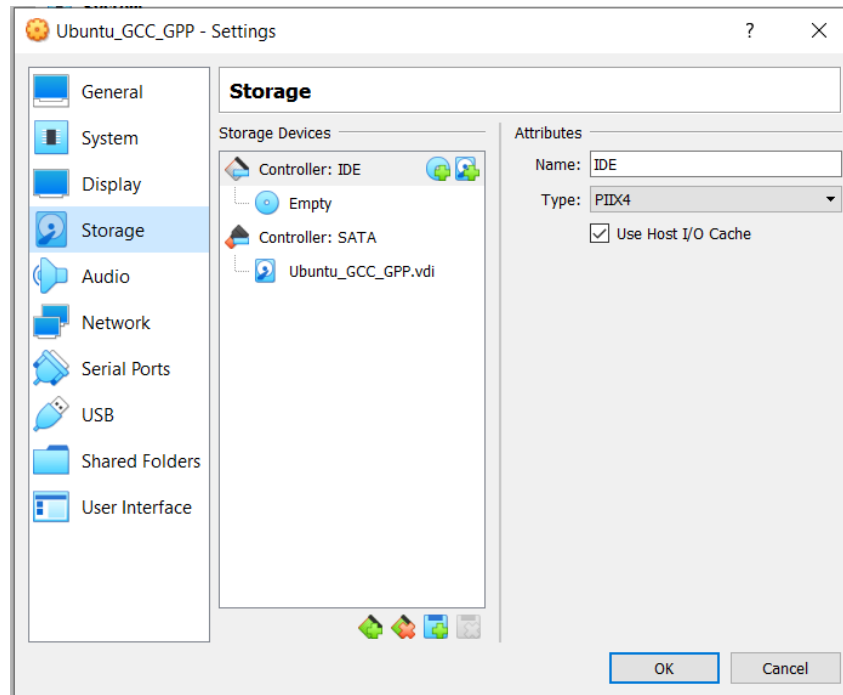 Ubuntu_GCC_GPP - Settings
?
General
System
Display
Storage
Audio
Network
Serial Ports
USB
Shared Folders
User Interface
Storage
Storage Devices
Controller: IDE
Empty
Controller: SATA
Ubuntu_GCC_GPP.vdi
Attributes
Name: IDE
Type: PIIX4
Use Host I/O Cache
OK
Cancel